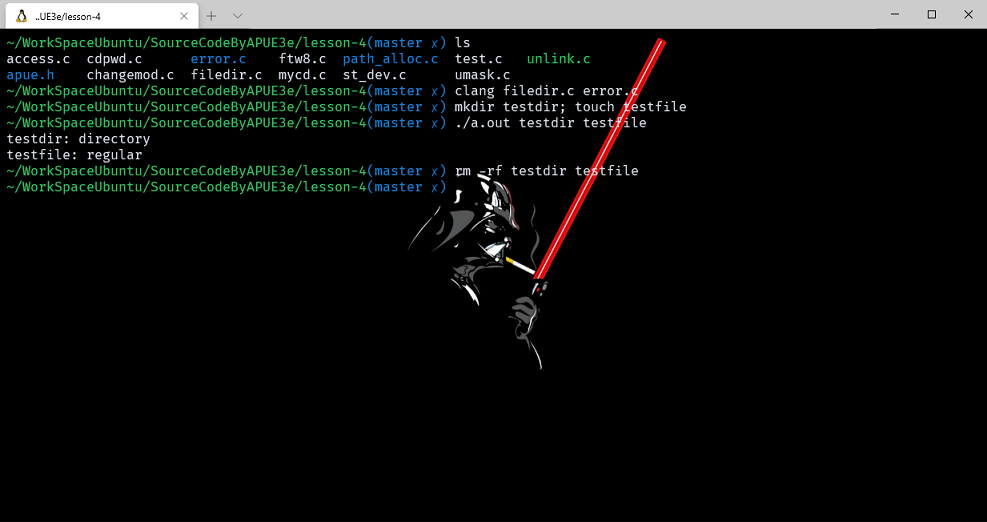 ..UE3e/lesson-4
~/WorkSpaceUbuntu/SourceCodeByAPUE3e/lesson-4(master x) ls
access.c cdpwd.c error.c ftw8.c path_alloc.c test.c unlink.c
apue.h changemod.c filedir.c mycd.c st_dev.c umask.c
~/WorkSpaceUbuntu/SourceCodeByAPUE3e/lesson-4(master x) clang filedir.c error.c
~/WorkSpaceUbuntu/SourceCodeByAPUE3e/lesson-4(master x) mkdir testdir; touch testfile
~/WorkSpaceUbuntu/SourceCodeByAPUE3e/lesson-4(master x) ./a.out testdir testfile
testdir: directory
testfile: regular
~/WorkSpaceUbuntu/SourceCodeByAPUE3e/lesson-4(master x) rm -rf testdir testfile
~/WorkSpaceUbuntu/SourceCodeByAPUE3e/lesson-4(master x)